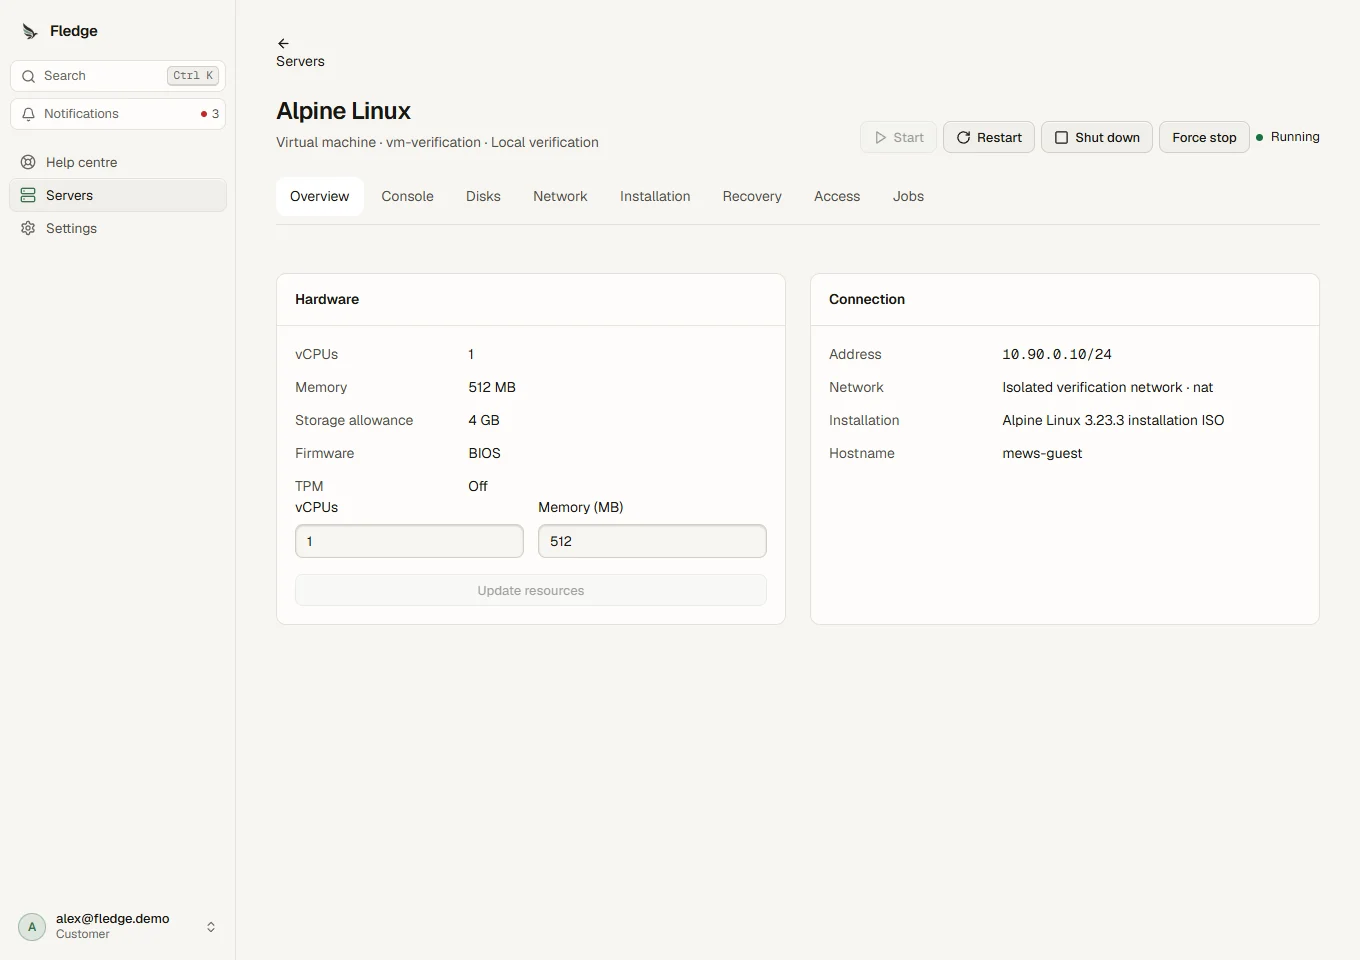 Fledge
Search Ctrl K
Notifications 3
Help centre
Servers
Settings
A
alex@fledge.demo
Customer
Servers
Alpine Linux
Virtual machine · vm-verification · Local verification
Start Restart Shut down Force stop Running
Overview Console Disks Network Installation Recovery Access Jobs
Hardware
vCPUs 1
Memory 512 MB
Storage allowance 4 GB
Firmware BIOS
TPM Off
vCPUs Memory (MB)
1 512
Update resources
Connection
Address 10.90.0.10/24
Network Isolated verification network · nat
Installation Alpine Linux 3.23.3 installation ISO
Hostname mews-guest